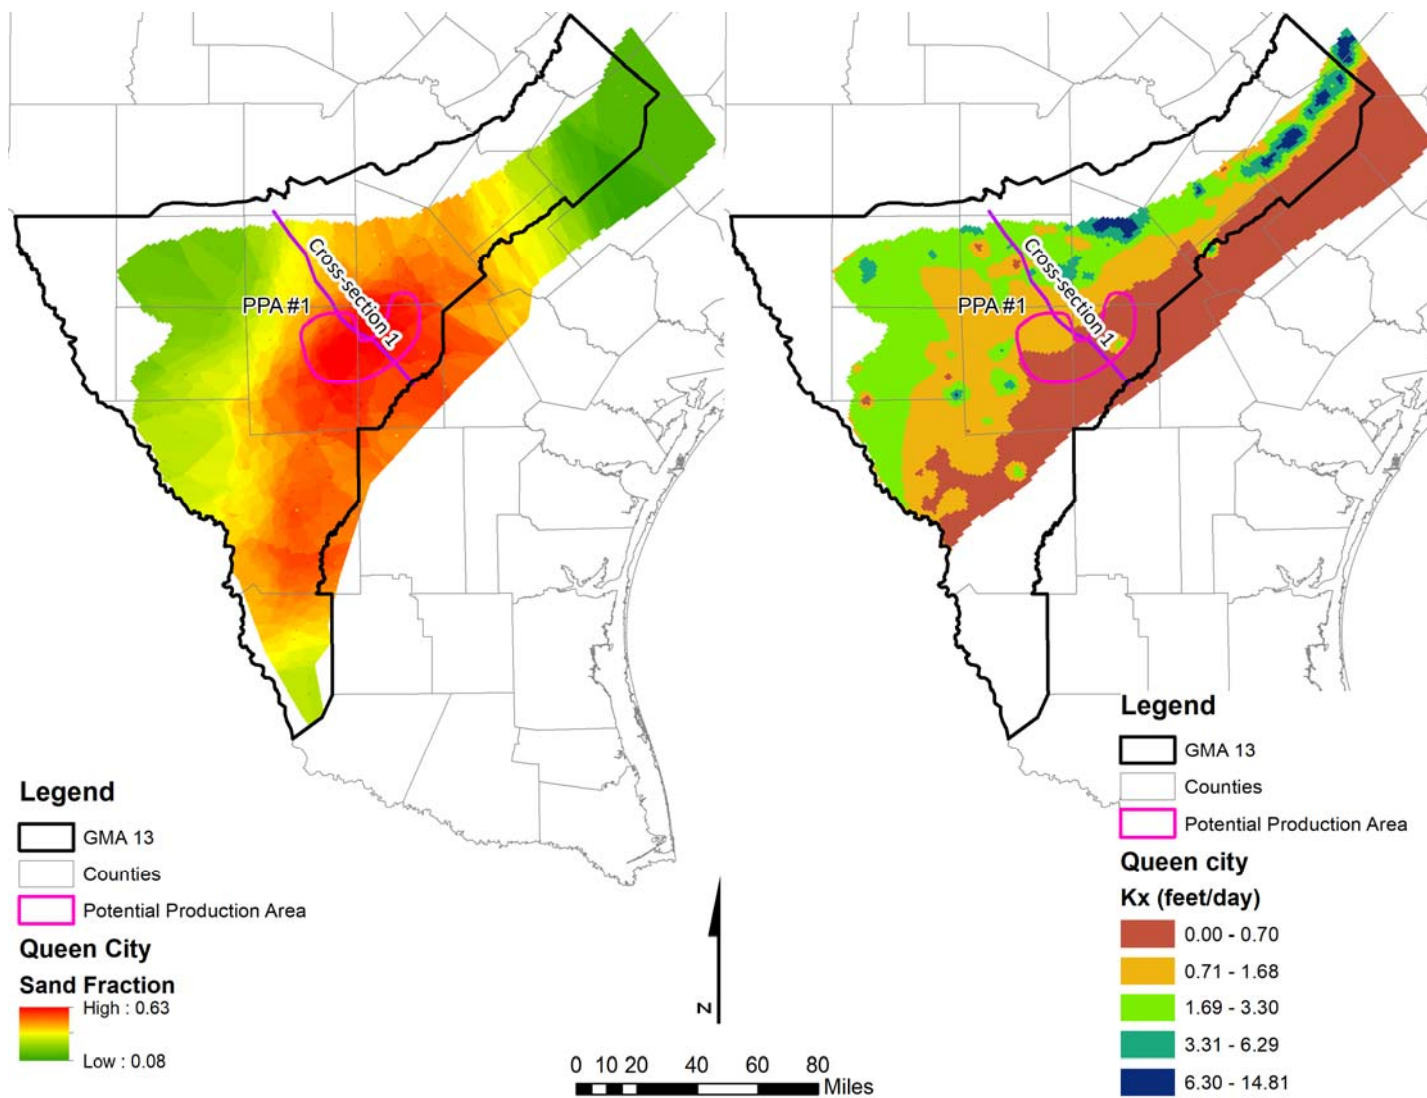 Cross-section 1
PPA #1
Cross-section 1
PPA #1
Legend
GMA 13
Counties
Potential Production Area
Queen City
Sand Fraction
High : 0.63
Low : 0.08
N
0 10 20 40 60 80
Miles
Legend
GMA 13
Counties
Potential Production Area
Queen city
Kx (feet/day)
0.00 - 0.70
0.71 - 1.68
1.69 - 3.30
3.31 - 6.29
6.30 - 14.81